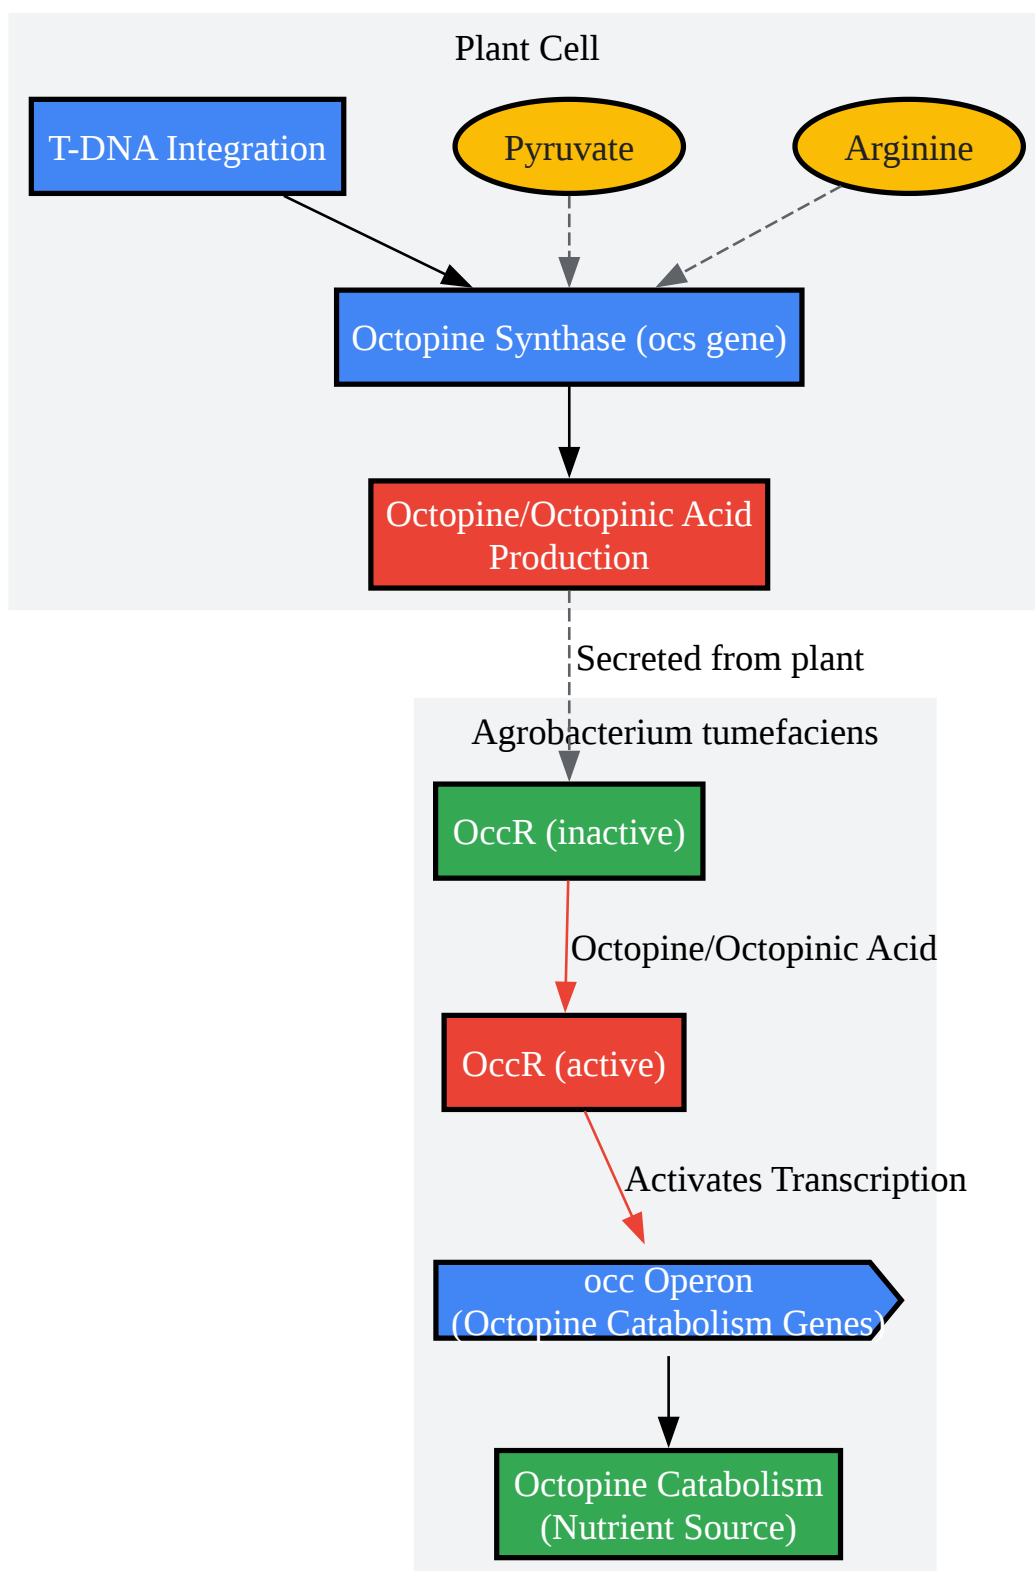 Plant Cell
T-DNA Integration
Pyruvate
Arginine
Octopine Synthase (ocs gene)
Octopine/Octopinic Acid
Production
Secreted from plant
Agrobacterium tumefaciens
OccR (inactive)
Octopine/Octopinic Acid
OccR (active)
Activates Transcription
occ Operon
(Octopine Catabolism Genes)
Octopine Catabolism
(Nutrient Source)